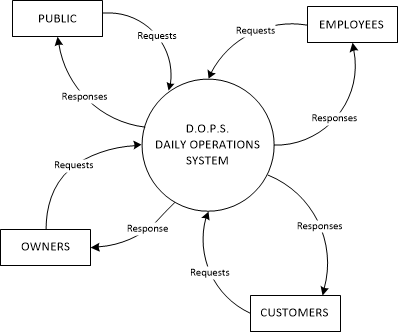 PUBLIC
EMPLOYEES
Requests
Requests
Responses
Responses
D.O.P.S.
DAILY OPERATIONS
SYSTEM
Requests
OWNERS
Response
Responses
Requests
CUSTOMERS